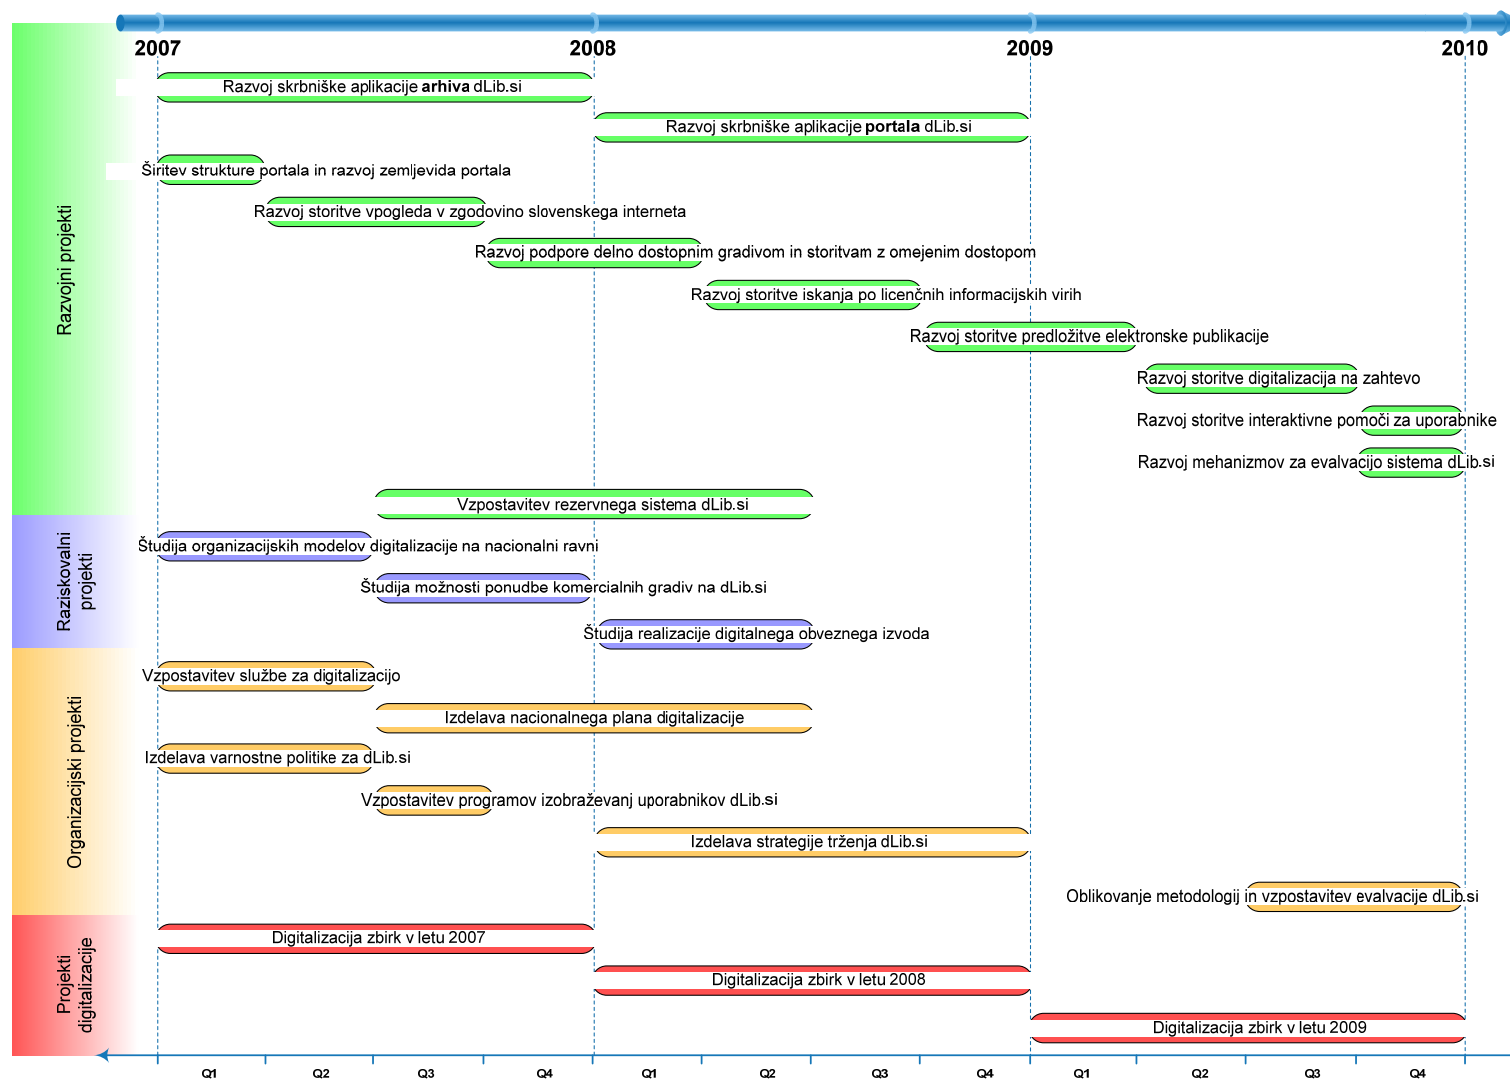 2007 2008 2009 2010
Razvoj skrbniške aplikacije arhiva dLib.si
Razvoj skrbniške aplikacije portala dLib.si
Širitev strukture portala in razvoj zemljevida portala
Razvoj storitve vpogleda v zgodovino slovenskega interneta
Razvoj podpore delno dostopnim gradivom in storitvam z omejenim dostopom
Razvoj storitve iskanja po licenčnih informacijskih virih
Razvoj storitve predložitve elektronske publikacije
Razvoj storitve digitalizacija na zahtevo
Razvoj storitve interaktivne pomoči za uporabnike
Razvoj mehanizmov za evalvacijo sistema dLib.si
Vzpostavitev rezervnega sistema dLib.si
Razvojni projekti
Študija organizacijskih modelov digitalizacije na nacionalni ravni
Študija možnosti ponudbe komercialnih gradiv na dLib.si
Študija realizacije digitalnega obveznega izvoda
Raziskovalni
projekti
Vzpostavitev službe za digitalizacijo
Izdelava nacionalnega plana digitalizacije
Izdelava varnostne politike za dLib.si
Vzpostavitev programov izobraževanj uporabnikov dLib.si
Izdelava strategije trženja dLib.si
Oblikovanje metodologij in vzpostavitev evalvacije dLib.si
Organizacijski projekti
Digitalizacija zbirk v letu 2007
Digitalizacija zbirk v letu 2008
Digitalizacija zbirk v letu 2009
Projekti
digitalizacije
Q1 Q2 Q3 Q4 Q1 Q2 Q3 Q4 Q1 Q2 Q3 Q4